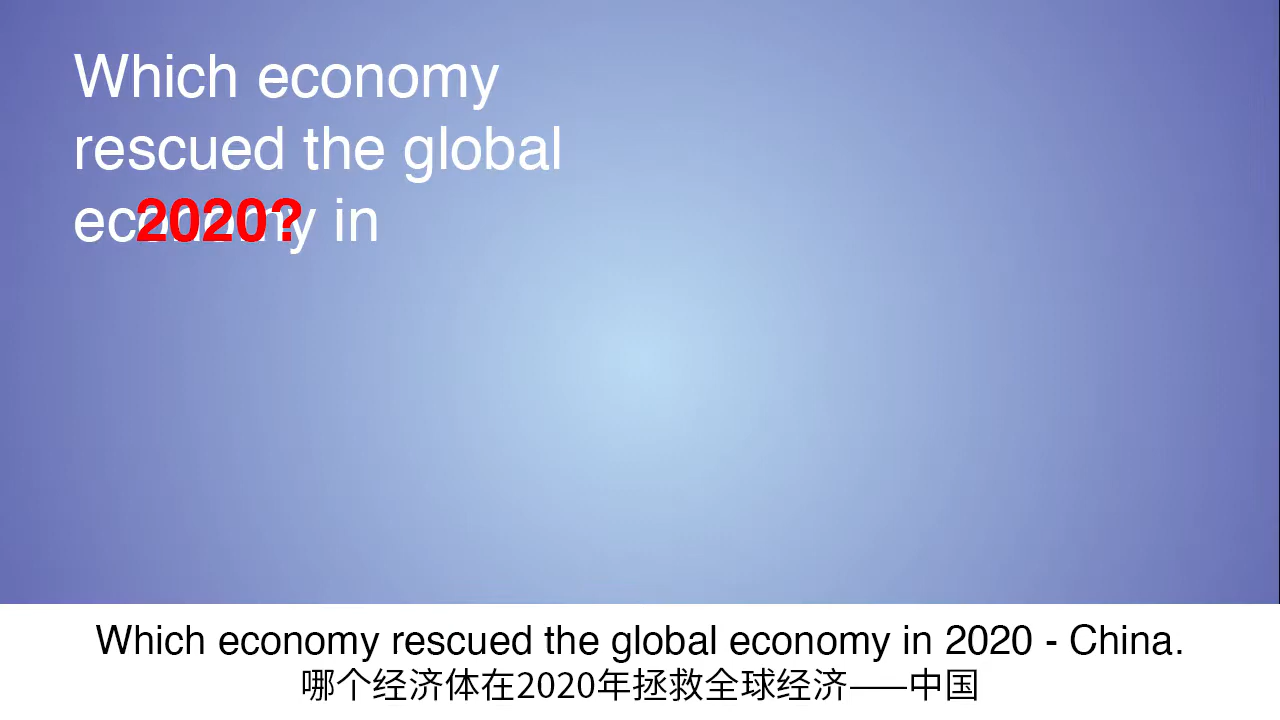 Which economy
rescued the global
economy in
2020?
Which economy rescued the global economy in 2020 - China.
哪个经济体在2020年拯救全球经济——中国